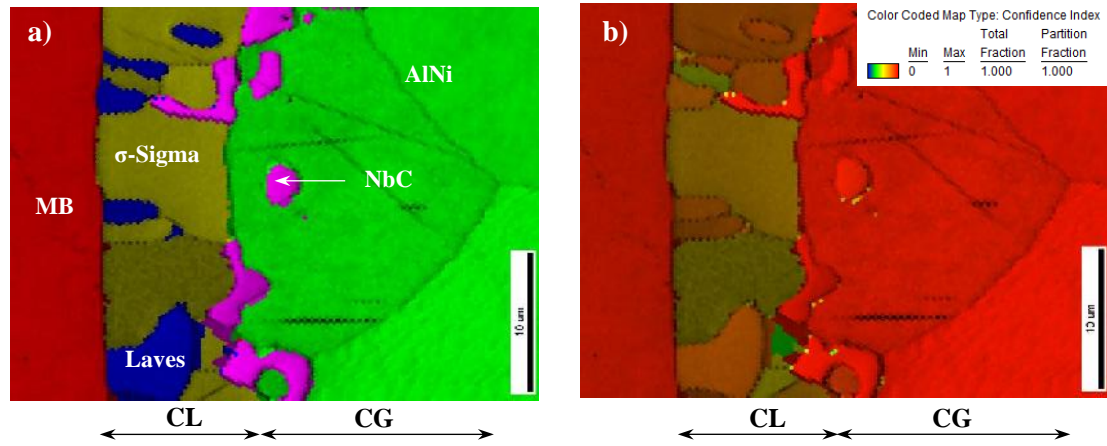 a)
AlNi
σ-Sigma
NbC
MB
Laves
10 um
CL
CG
b)
Color Coded Map Type: Confidence Index
Total Partition
Min Max Fraction Fraction
0 1 1.000 1.000
10 um
CL
CG